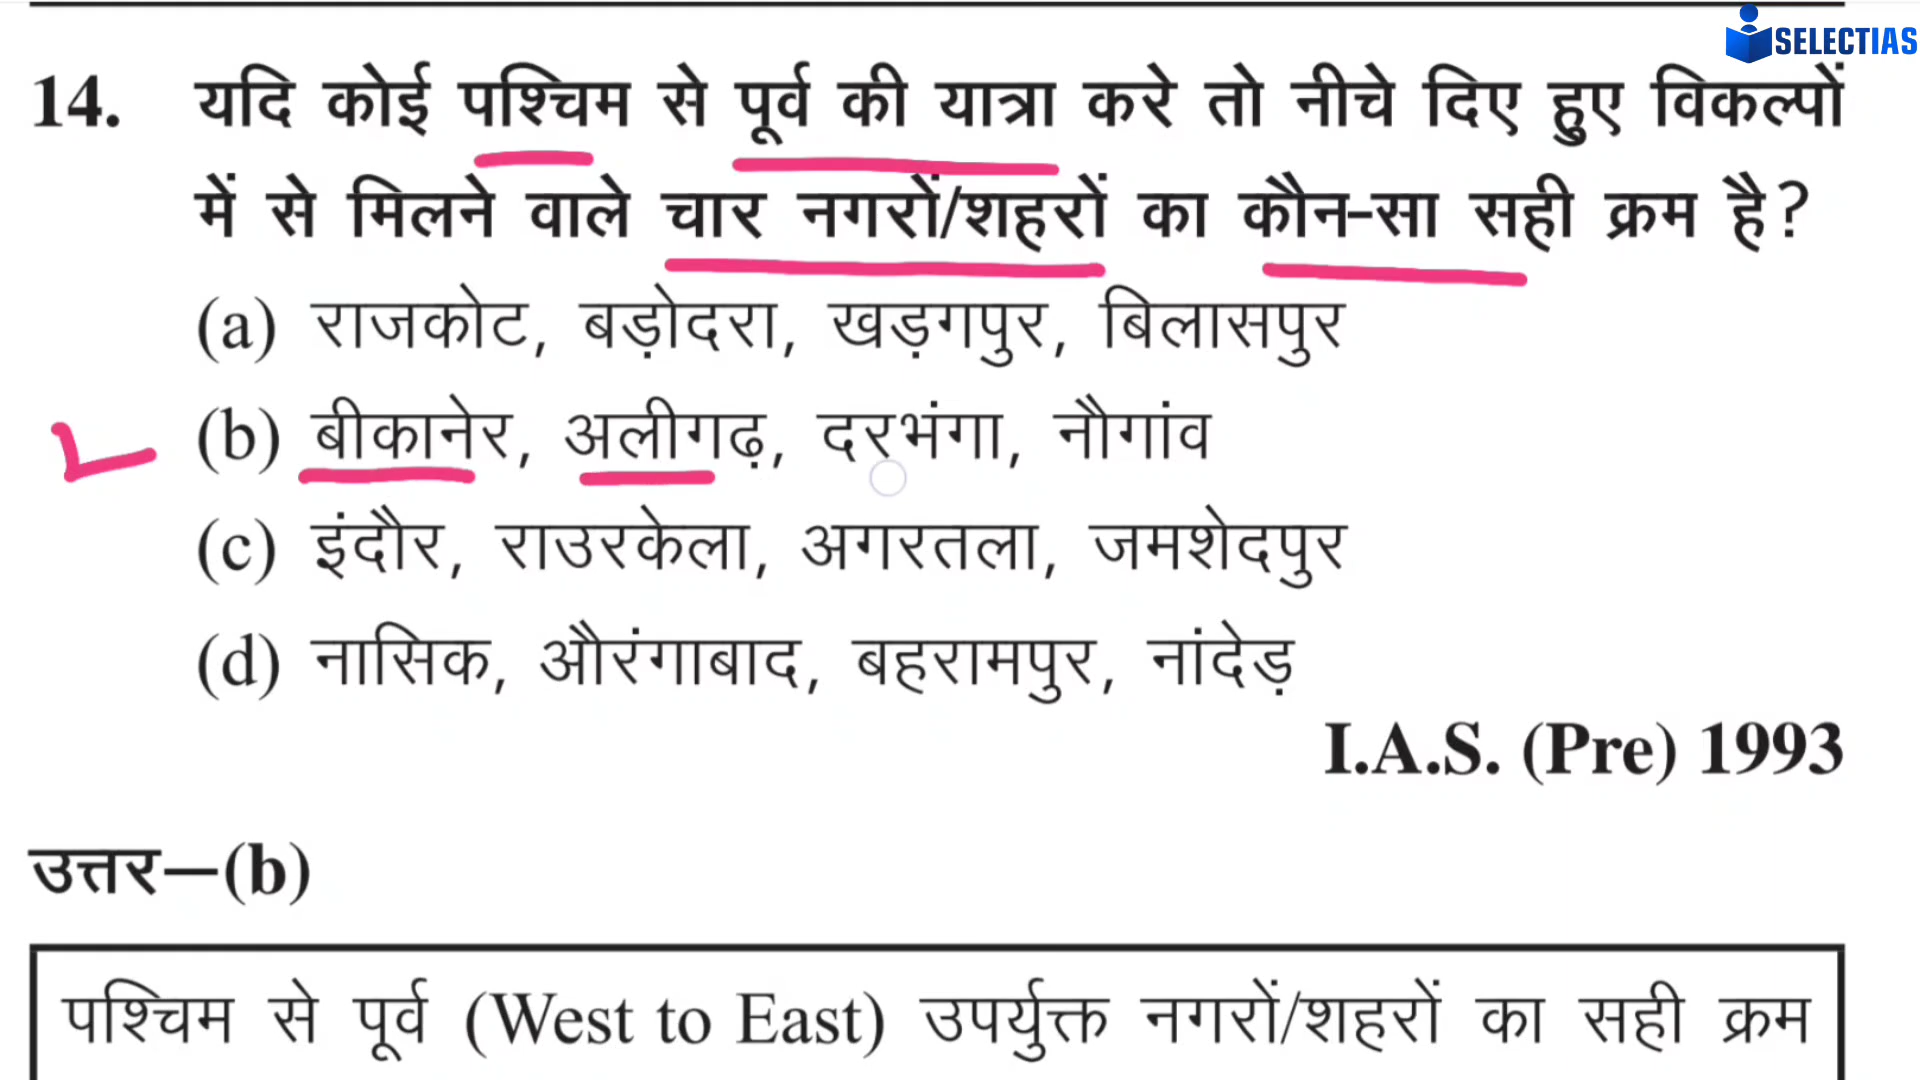 SELECTIAS
14. यदि कोई पश्चिम से पूर्व की यात्रा करे तो नीचे दिए हुए विकल्पों
में से मिलने वाले चार नगरों/शहरों का कौन-सा सही क्रम है?
(a) राजकोट, बड़ोदरा, खड़गपुर, बिलासपुर
(b) बीकानेर, अलीगढ़, दरभंगा, नौगांव
(c) इंदौर, राउरकेला, अगरतला, जमशेदपुर
(d) नासिक, औरंगाबाद, बहरामपुर, नांदेड़
I.A.S. (Pre) 1993
उत्तर—(b)
पश्चिम से पूर्व (West to East) उपर्युक्त नगरों/शहरों का सही क्रम